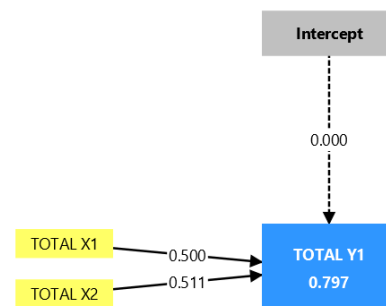 Intercept
0.000
TOTAL X1
0.500
TOTAL Y1
0.511
0.797
TOTAL X2